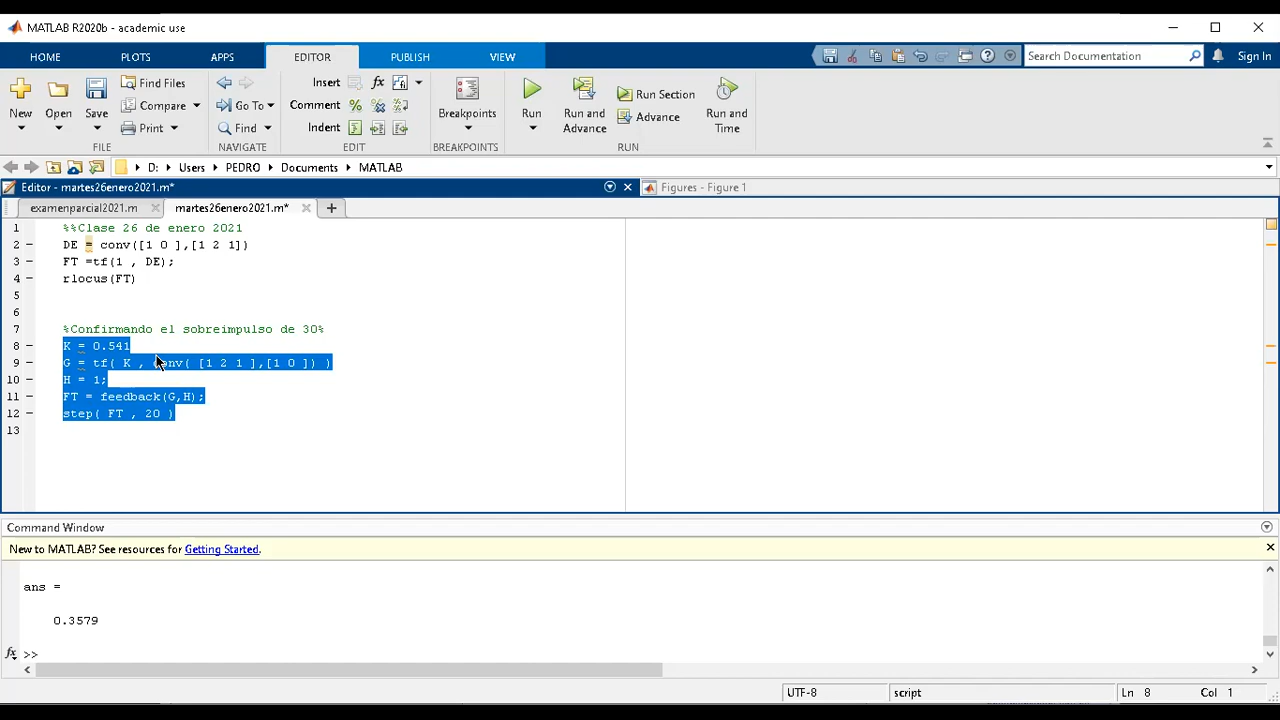 MATLAB R2020b - academic use
HOME PLOTS APPS EDITOR PUBLISH VIEW
Search Documentation
Sign In
New
Open
Save
Find Files
Compare
Print
FILE
Go To
Find
NAVIGATE
Insert
Comment
Indent
EDIT
Breakpoints
BREAKPOINTS
Run
Run and
Advance
Run Section
Advance
Run and
Time
RUN
D: Users PEDRO Documents MATLAB
Editor - martes26enero2021.m*
Figures - Figure 1
examenparcial2021.m
martes26enero2021.m*
1 %%Clase 26 de enero 2021
2 DE = conv([1 0 ],[1 2 1])
3 FT =tf(1 , DE);
4 rlocus(FT)
5
6
7 %Confirmando el sobreimpulso de 30%
8 K = 0.541
9 G = tf( K , conv( [1 2 1 ],[1 0 ]) )
10 H = 1;
11 FT = feedback(G,H);
12 step( FT , 20 )
13
Command Window
New to MATLAB? See resources for Getting Started.
ans =
0.3579
fx >>
UTF-8
script
Ln 8
Col 1